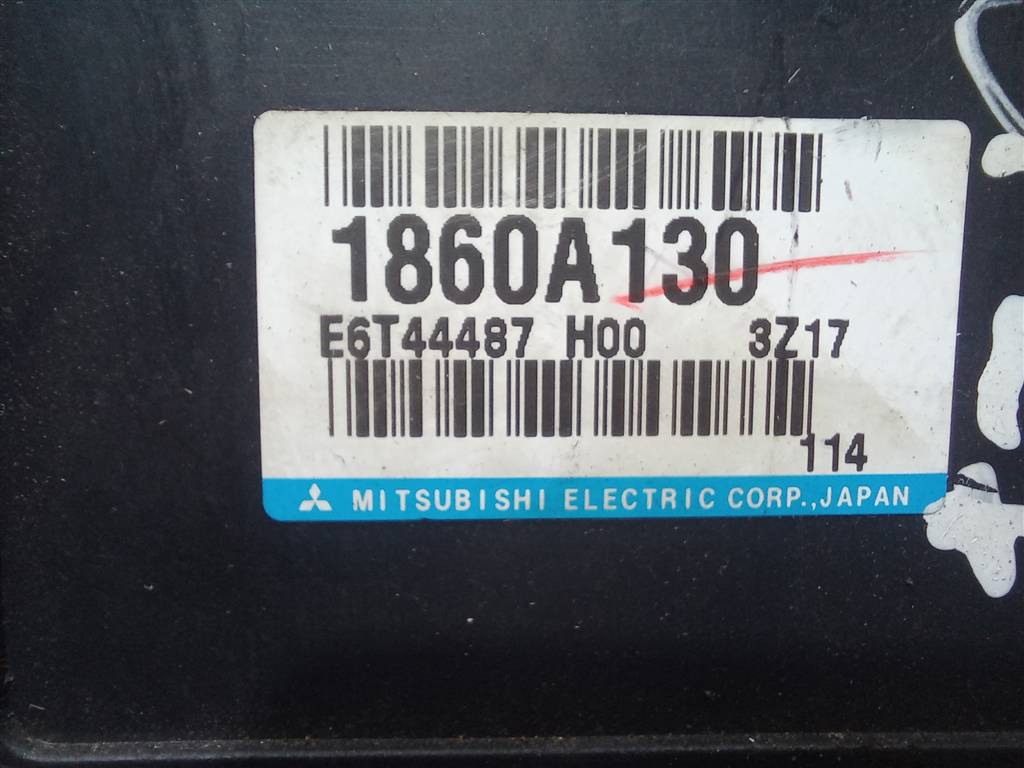 1860A130
E6T44487 H00 3Z17
114
MITSUBISHI ELECTRIC CORP.,JAPAN